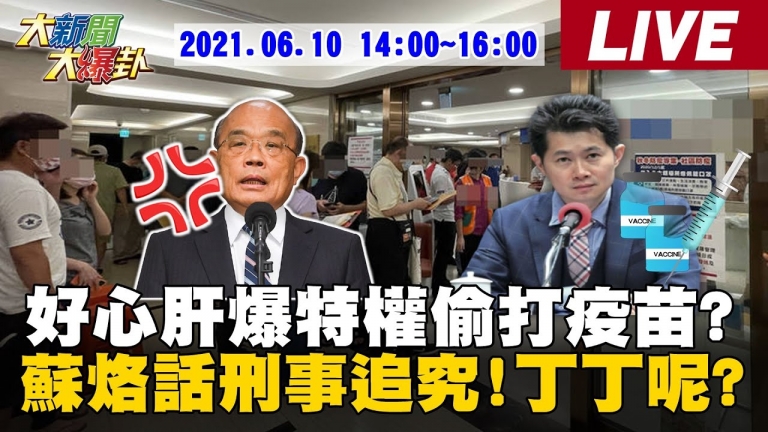 大新聞
大爆卦
2021.06.10 14:00~16:00
LIVE
VACCINE
VACCINE
好心肝爆特權偷打疫苗?
蘇烙話刑事追究!丁丁呢?